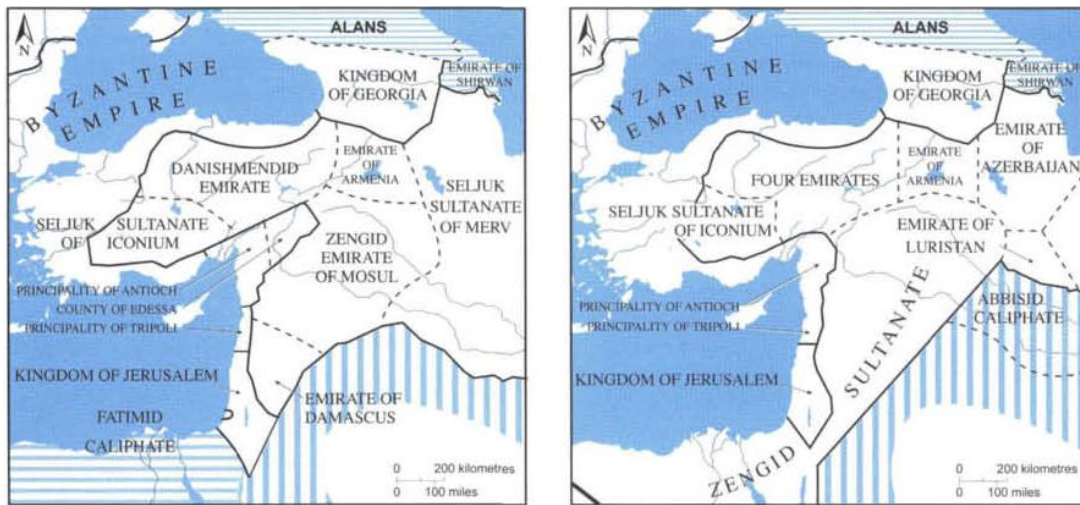 N
ALANS
BYZANTINE
EMPIRE
KINGDOM
OF GEORGIA
EMIRATE OF
SHIRWAN
DANISHMENDID
EMIRATE
EMIRATE
OF
ARMENIA
SELJUK
SULTANATE
OF MERV
SELJUK SULTANATE
OF ICONIUM
ZENGID
EMIRATE
OF MOSUL
PRINCIPALITY OF ANTIOCH
COUNTY OF EDESSA
PRINCIPALITY OF TRIPOLI
KINGDOM OF JERUSALEM
EMIRATE OF
DAMASCUS
FATIMID
CALIPHATE
0 200 kilometres
0 100 miles
N
ALANS
BYZANTINE
EMPIRE
KINGDOM
OF GEORGIA
EMIRATE OF
SHIRWAN
EMIRATE
OF
AZERBAIJAN
FOUR EMIRATES
EMIRATE
OF
ARMENIA
SELJUK SULTANATE
OF ICONIUM
EMIRATE OF
LURISTAN
PRINCIPALITY OF ANTIOCH
PRINCIPALITY OF TRIPOLI
ABBISID
CALIPHATE
KINGDOM OF JERUSALEM
ZENGID SULTANATE
0 200 kilometres
0 100 miles